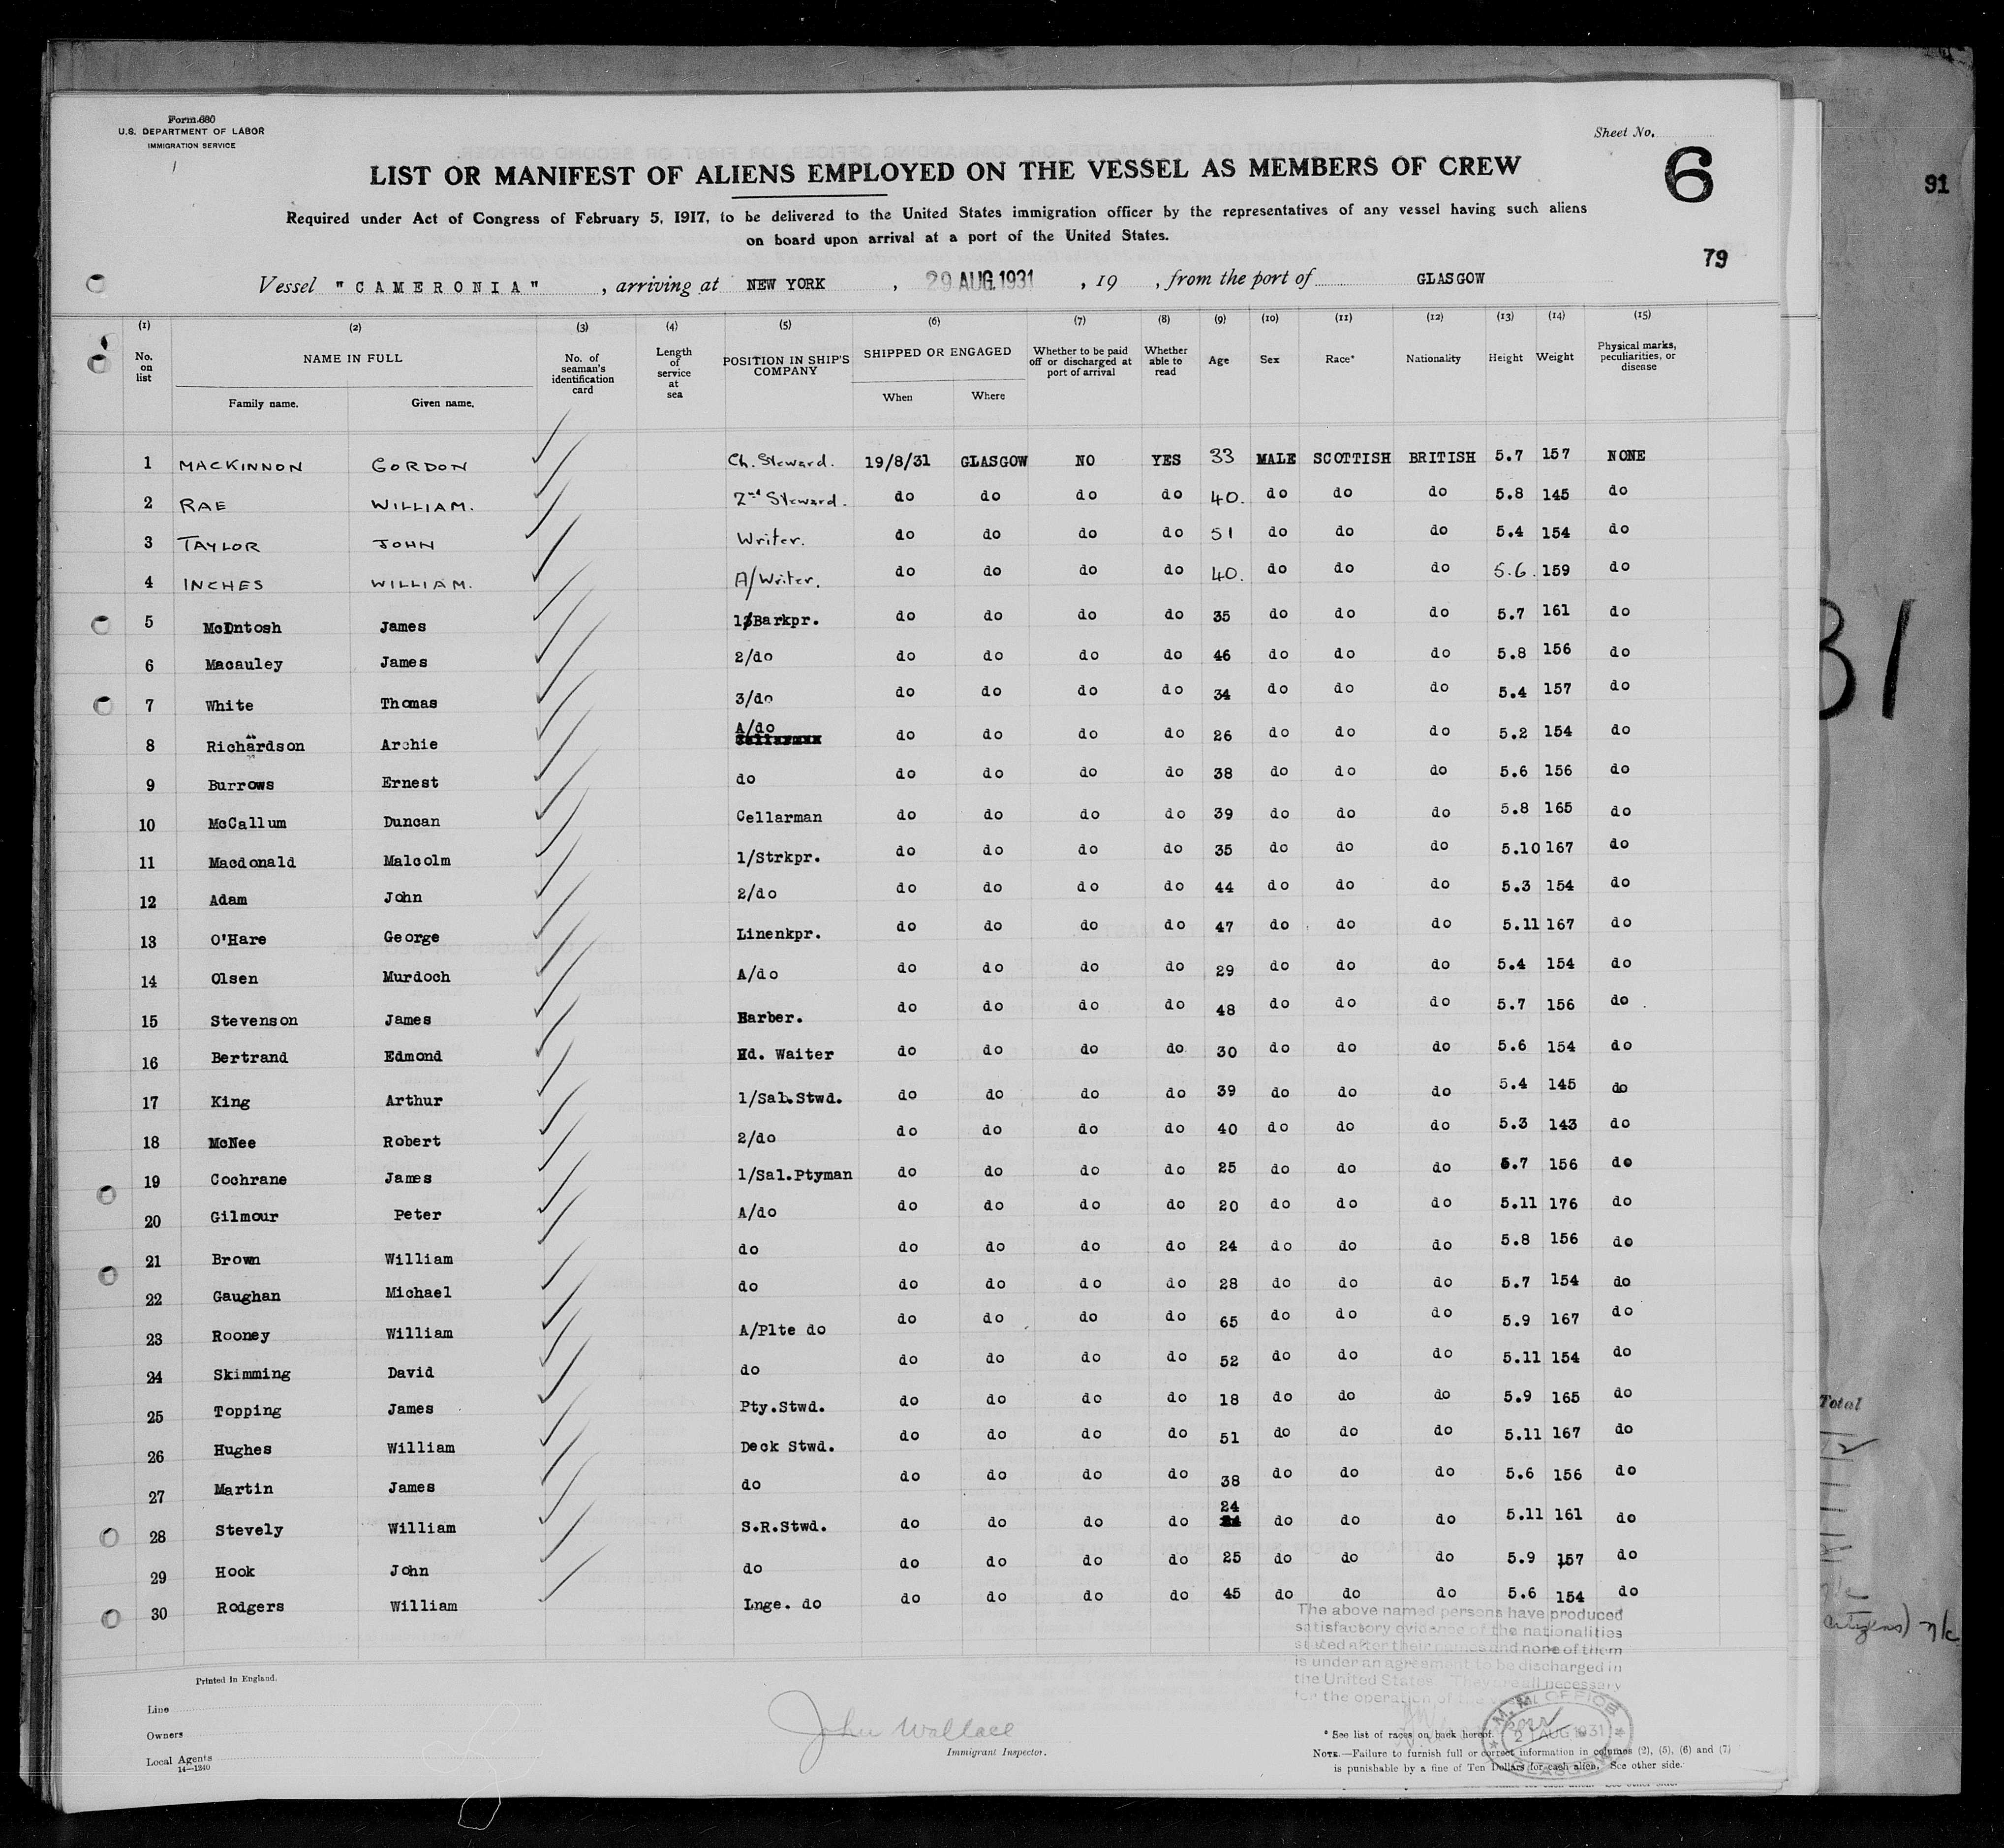 Form 680
U.S. DEPARTMENT OF LABOR
IMMIGRATION SERVICE
Sheet No.
6
91
79
LIST OR MANIFEST OF ALIENS EMPLOYED ON THE VESSEL AS MEMBERS OF CREW
Required under Act of Congress of February 5, 1917, to be delivered to the United States immigration officer by the representatives of any vessel having such aliens
on board upon arrival at a port of the United States.
Vessel "CAMERONIA" , arriving at NEW YORK , 29 AUG.1931 , 19 , from the port of GLASGOW
(1) (2) (3) (4) (5) (6) (7) (8) (9) (10) (11) (12) (13) (14) (15)
No. on list NAME IN FULL Family name. Given name. No. of seaman's identification card Length of service at sea POSITION IN SHIP'S COMPANY SHIPPED OR ENGAGED When Where Whether to be paid off or discharged at port of arrival Whether able to read Age Sex Race* Nationality Height Weight Physical marks, peculiarities, or disease
1 MACKINNON GORDON Ch. Steward. 19/8/31 GLASGOW NO YES 33 MALE SCOTTISH BRITISH 5.7 157 NONE
2 RAE WILLIAM. 2nd Steward. do do do do 40. do do do 5.8 145 do
3 TAYLOR JOHN Writer. do do do do 51 do do do 5.4 154 do
4 INCHES WILLIAM. A/Writer. do do do do 40. do do do 5.6. 159 do
5 McIntosh James 1/Barkpr. do do do do 35 do do do 5.7 161 do
6 Macauley James 2/do do do do do 46 do do do 5.8 156 do
7 White Thomas 3/do do do do do 34 do do do 5.4 157 do
8 Richardson Archie A/do do do do do 26 do do do 5.2 154 do
9 Burrows Ernest do do do do do 38 do do do 5.6 156 do
10 McCallum Duncan Cellarman do do do do 39 do do do 5.8 165 do
11 Macdonald Malcolm 1/Strkpr. do do do do 35 do do do 5.10 167 do
12 Adam John 2/do do do do do 44 do do do 5.3 154 do
13 O'Hare George Linenkpr. do do do do 47 do do do 5.11 167 do
14 Olsen Murdoch A/do do do do do 29 do do do 5.4 154 do
15 Stevenson James Barber. do do do do 48 do do do 5.7 156 do
16 Bertrand Edmond Hd. Waiter do do do do 30 do do do 5.6 154 do
17 King Arthur 1/Sal.Stwd. do do do do 39 do do do 5.4 145 do
18 McNee Robert 2/do do do do do 40 do do do 5.3 143 do
19 Cochrane James 1/Sal.Ptyman do do do do 25 do do do 5.7 156 do
20 Gilmour Peter A/do do do do do 20 do do do 5.11 176 do
21 Brown William do do do do do 24 do do do 5.8 156 do
22 Gaughan Michael do do do do do 28 do do do 5.7 154 do
23 Rooney William A/Plte do do do do do 65 do do do 5.9 167 do
24 Skimming David do do do do do 52 do do do 5.11 154 do
25 Topping James Pty.Stwd. do do do do 18 do do do 5.9 165 do
26 Hughes William Deck Stwd. do do do do 51 do do do 5.11 167 do
27 Martin James do do do do do 38 do do do 5.6 156 do
28 Stevely William S.R.Stwd. do do do do 24 do do do 5.11 161 do
29 Hook John do do do do do 25 do do do 5.9 157 do
30 Rodgers William Lnge. do do do do do 45 do do do 5.6 154 do
The above named persons have produced
satisfactory evidence of the nationalities
stated after their names and none of them
is under an agreement to be discharged in
the United States They are all necessary
for the operation of the
Printed in England.
Line
Owners
Local Agents
14—1240
John Wallace
Immigrant Inspector.
M.M. OFFICE
21 AUG 1931
GLASGOW
* See list of races on back hereof.
NOTE.—Failure to furnish full or correct information in columns (2), (5), (6) and (7)
is punishable by a fine of Ten Dollars for each alien. See other side.
31
Total
citizens) n/c